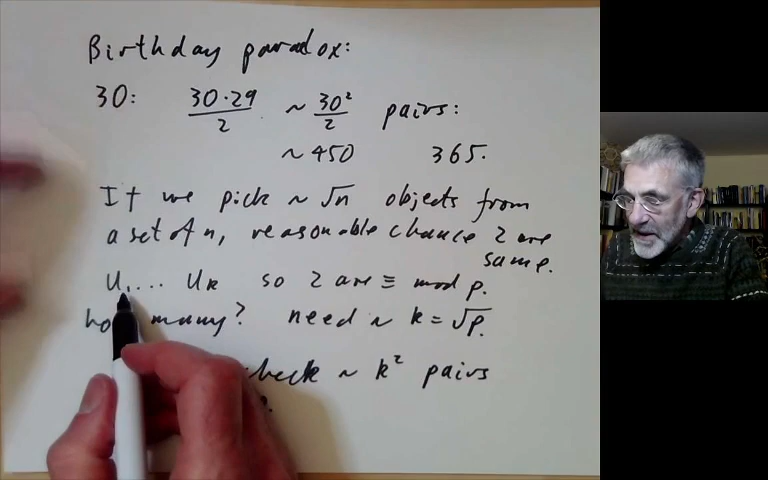 Birthday paradox:
30: 30·29/2 ~ 30²/2 pairs:
~450 365.
If we pick ~ √n objects from
a set of n, reasonable chance 2 are
same.
U₁... Uk so 2 are ≡ mod p.
many? need ~ k = √p.
check ~ k² pairs